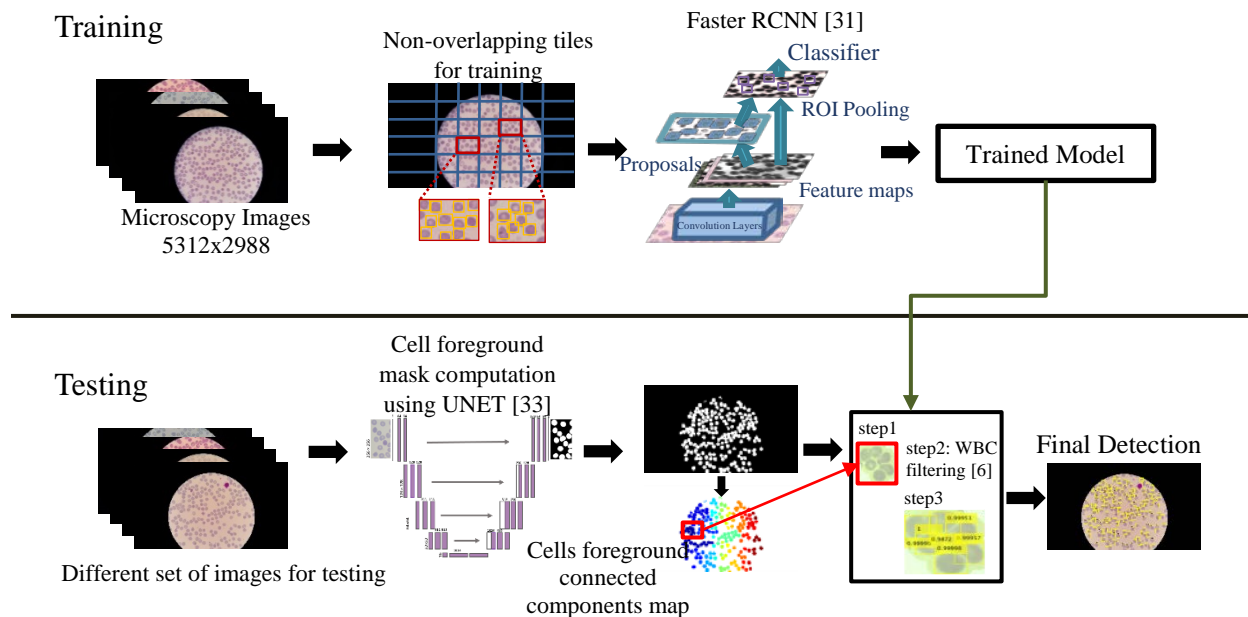 Training
Microscopy Images
5312x2988
Non-overlapping tiles
for training
Faster RCNN [31]
Classifier
ROI Pooling
Proposals
Feature maps
Convolution Layers
Trained Model
Testing
Different set of images for testing
Cell foreground
mask computation
using UNET [33]
Cells foreground
connected
components map
step1
step2: WBC
filtering [6]
step3
0.99998
Final Detection